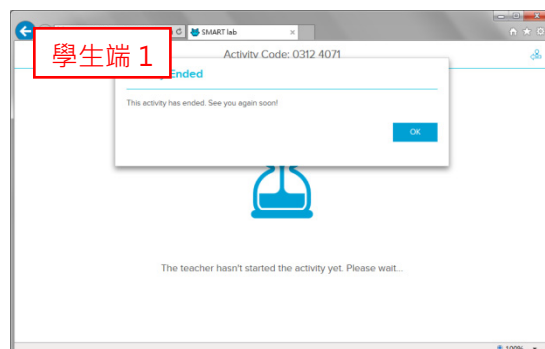 SMART lab
學生端 1
Activity Code: 0312 4071
Ended
This activity has ended. See you again soon!
OK
The teacher hasn't started the activity yet. Please wait...
100%